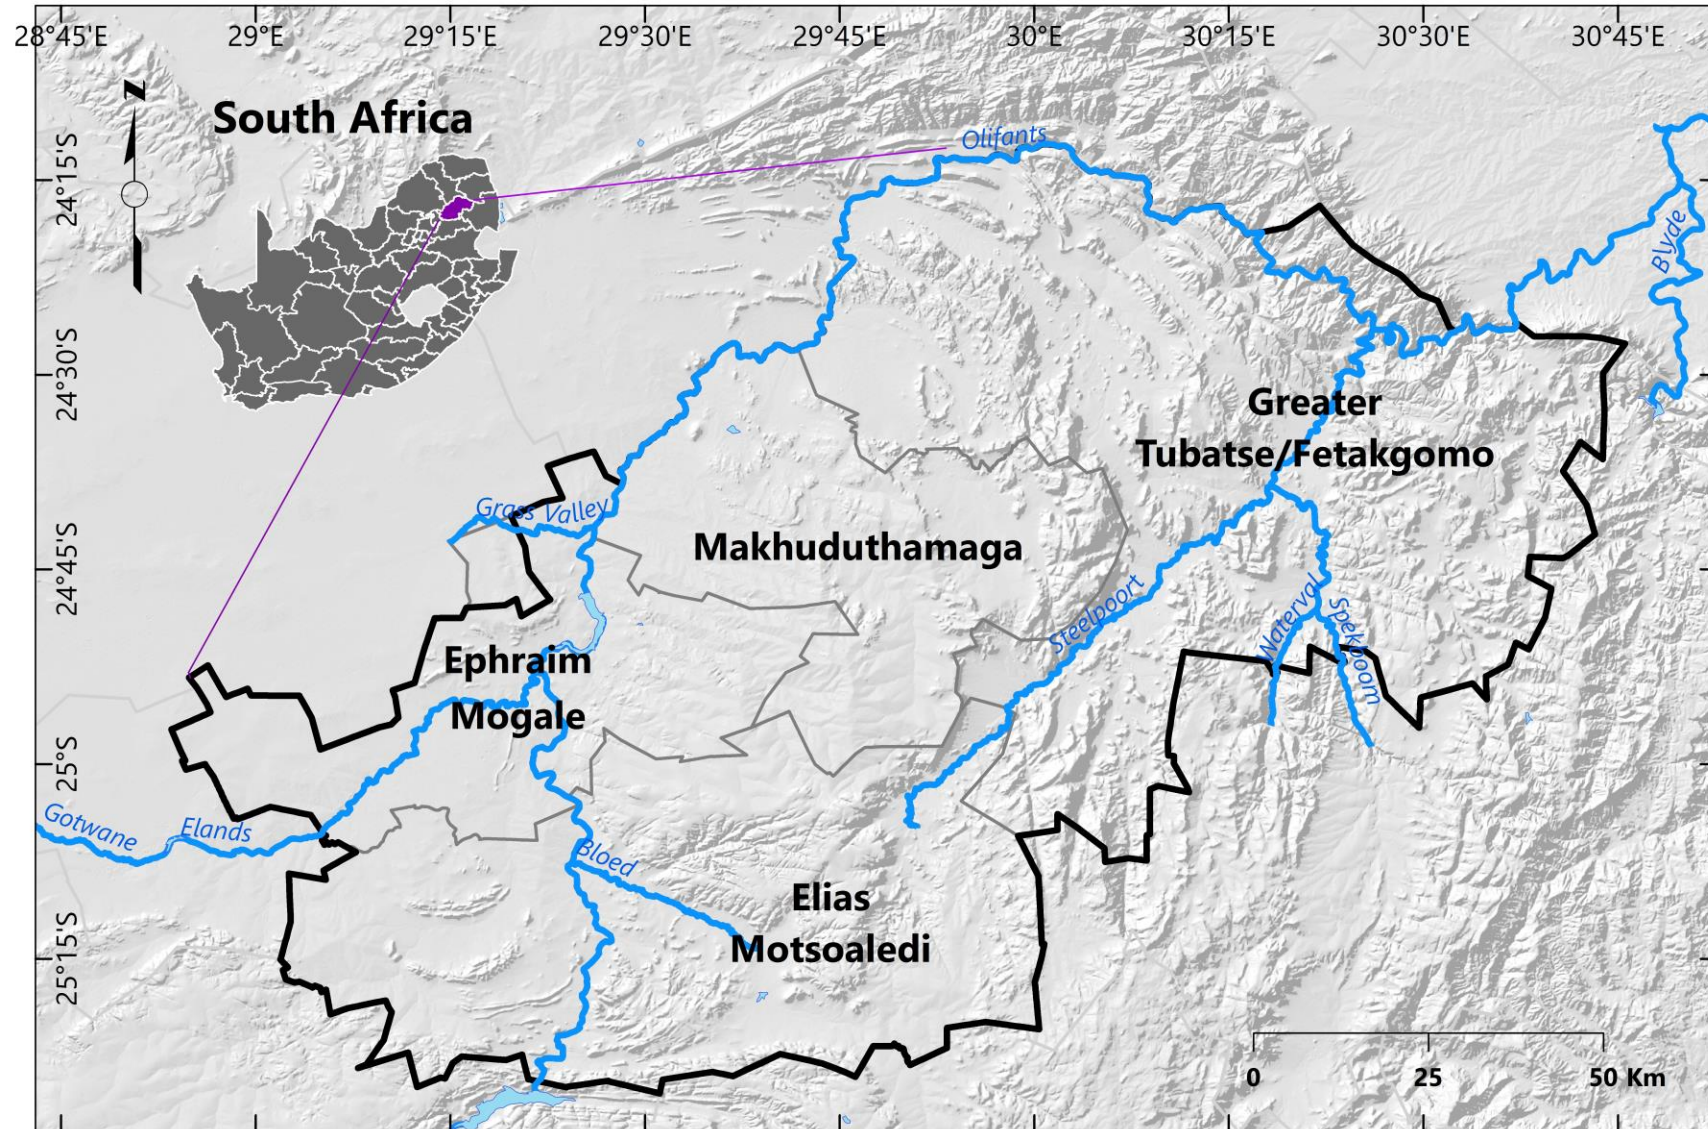 28°45'E 29°E 29°15'E 29°30'E 29°45'E 30°E 30°15'E 30°30'E 30°45'E
N
South Africa
Olifants
24°15'S
Blyde
24°30'S
Greater
Tubatse/Fetakgomo
Grass Valley
Makhuduthamaga
24°45'S
Steelpoort
Waterval
Spekboom
Ephraim
Mogale
25°S
Gotwane
Elands
Bloed
Elias
Motsoaledi
25°15'S
0 25 50 Km